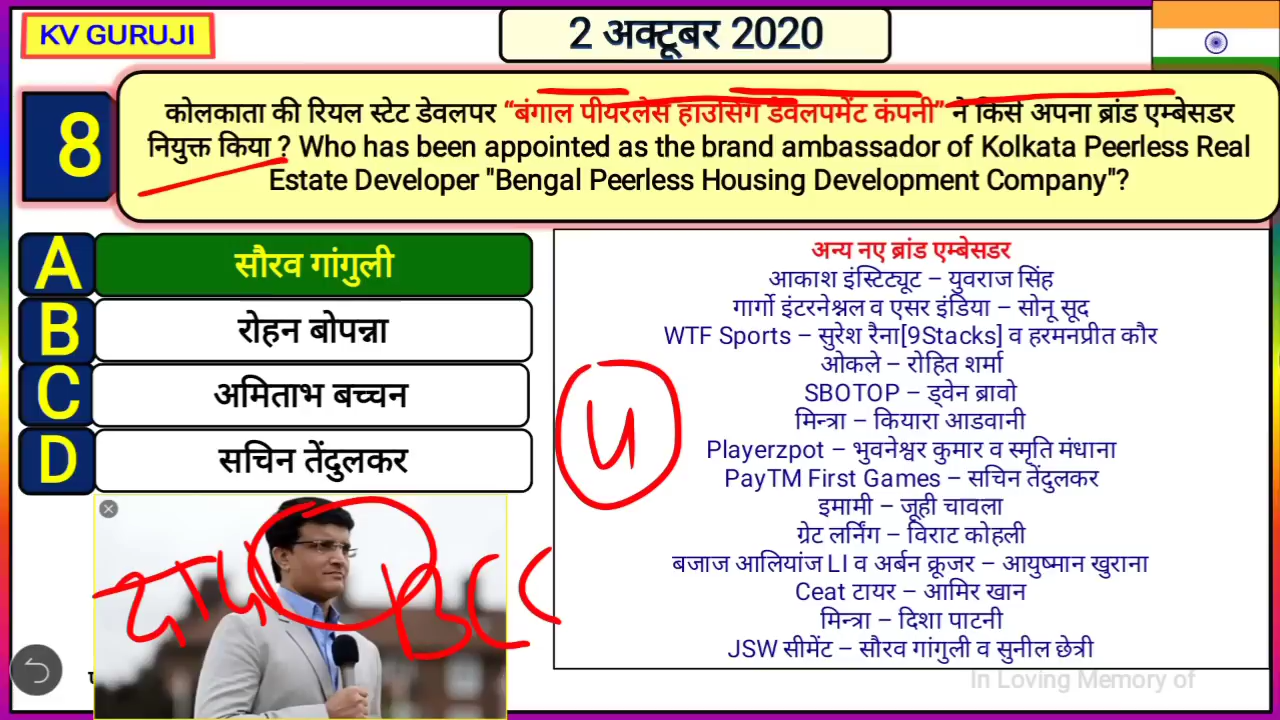 KV GURUJI
2 अक्टूबर 2020
8
कोलकाता की रियल स्टेट डेवलपर “बंगाल पीयरलेस हाउसिंग डेवलपमेंट कंपनी” ने किसे अपना ब्रांड एम्बेसडर
नियुक्त किया ? Who has been appointed as the brand ambassador of Kolkata Peerless Real
Estate Developer "Bengal Peerless Housing Development Company"?
A सौरव गांगुली
B रोहन बोपन्ना
C अमिताभ बच्चन
D सचिन तेंदुलकर
अन्य नए ब्रांड एम्बेसडर
आकाश इंस्टिट्यूट – युवराज सिंह
गार्गो इंटरनेश्नल व एसर इंडिया – सोनू सूद
WTF Sports – सुरेश रैना[9Stacks] व हरमनप्रीत कौर
ओकले – रोहित शर्मा
SBOTOP – ड्वेन ब्रावो
मिन्त्रा – कियारा आडवानी
Playerzpot – भुवनेश्वर कुमार व स्मृति मंधाना
PayTM First Games – सचिन तेंदुलकर
इमामी – जूही चावला
ग्रेट लर्निंग – विराट कोहली
बजाज आलियांज LI व अर्बन क्रूजर – आयुष्मान खुराना
Ceat टायर – आमिर खान
मिन्त्रा – दिशा पाटनी
JSW सीमेंट – सौरव गांगुली व सुनील छेत्री
BCC
In Loving Memory of